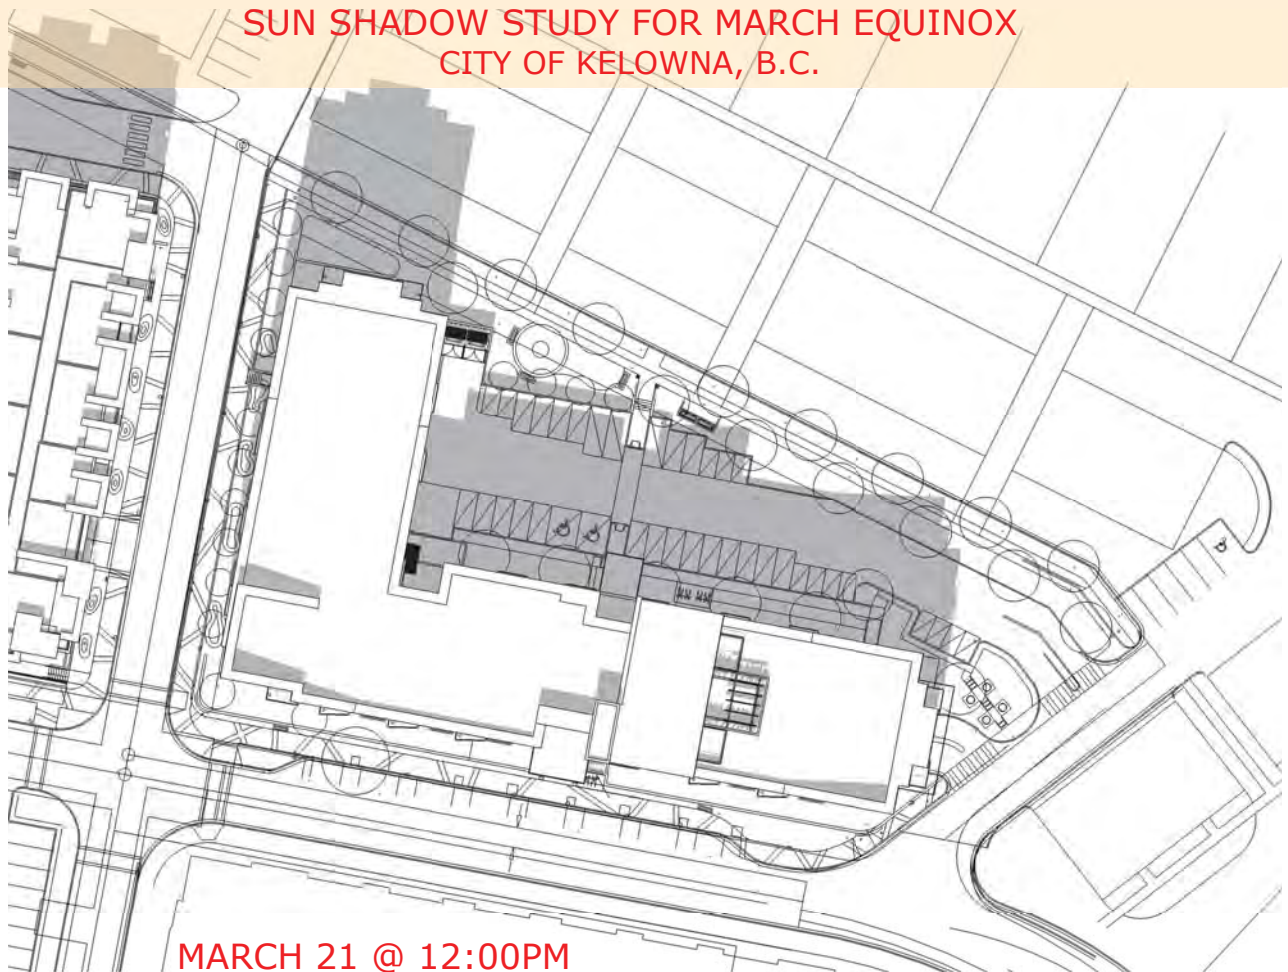 SUN SHADOW STUDY FOR MARCH EQUINOX
CITY OF KELOWNA, B.C.
MARCH 21 @ 12:00PM